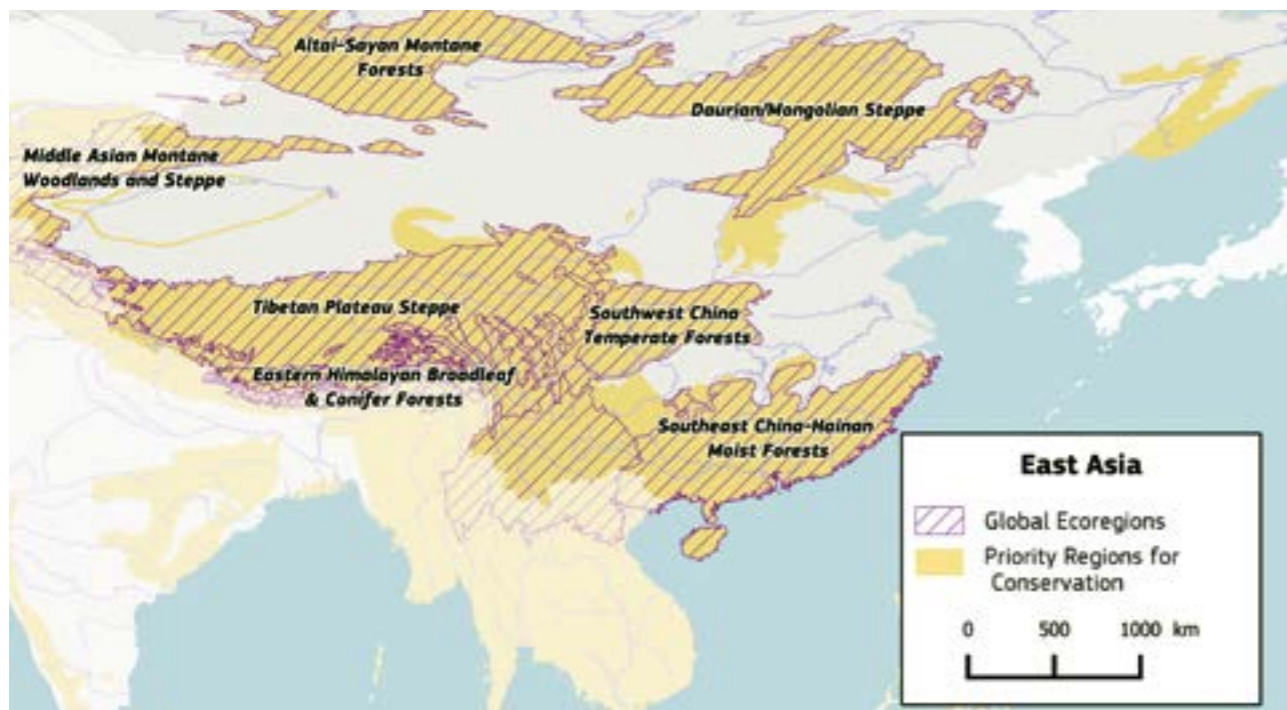 Altai-Sayan Montane
Forests
Daurian/Mongolian Steppe
Middle Asian Montane
Woodlands and Steppe
Tibetan Plateau Steppe
Southwest China
Temperate Forests
Eastern Himalayan Broadleaf
& Conifer Forests
Southeast China-Hainan
Moist Forests
East Asia
Global Ecoregions
Priority Regions for
Conservation
0 500 1000 km